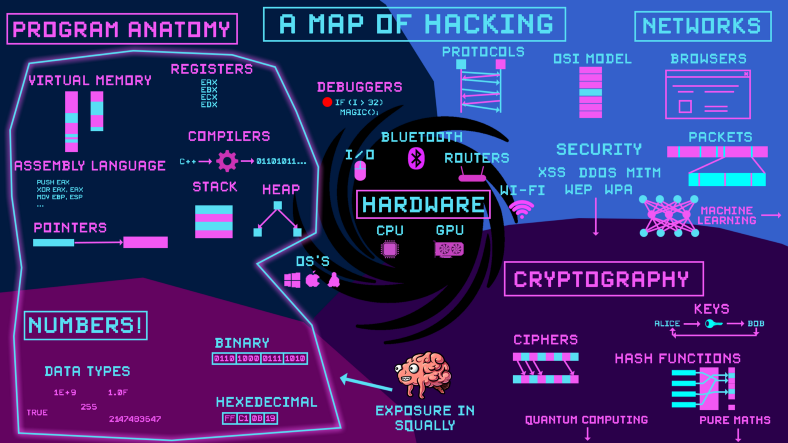 A MAP OF HACKING
PROGRAM ANATOMY
VIRTUAL MEMORY
REGISTERS
EAX
EBX
ECX
EDX
DEBUGGERS
IF (I > 32)
MAGIC();
COMPILERS
C++
01101011...
ASSEMBLY LANGUAGE
PUSH EAX
XOR EAX, EAX
MOV EBP, ESP
...
STACK
HEAP
POINTERS
OS'S
NETWORKS
PROTOCOLS
OSI MODEL
BROWSERS
PACKETS
SECURITY
XSS DDOS MITM
WEP WPA
MACHINE
LEARNING
BLUETOOTH
I/O
ROUTERS
WI-FI
HARDWARE
CPU
GPU
NUMBERS!
DATA TYPES
1E+9
1.0F
TRUE
255
2147483647
BINARY
0110 1000 0111 1010
HEXEDECIMAL
FF C1 00 19
EXPOSURE IN
SQUALLY
CRYPTOGRAPHY
KEYS
ALICE
BOB
CIPHERS
HASH FUNCTIONS
QUANTUM COMPUTING
PURE MATHS